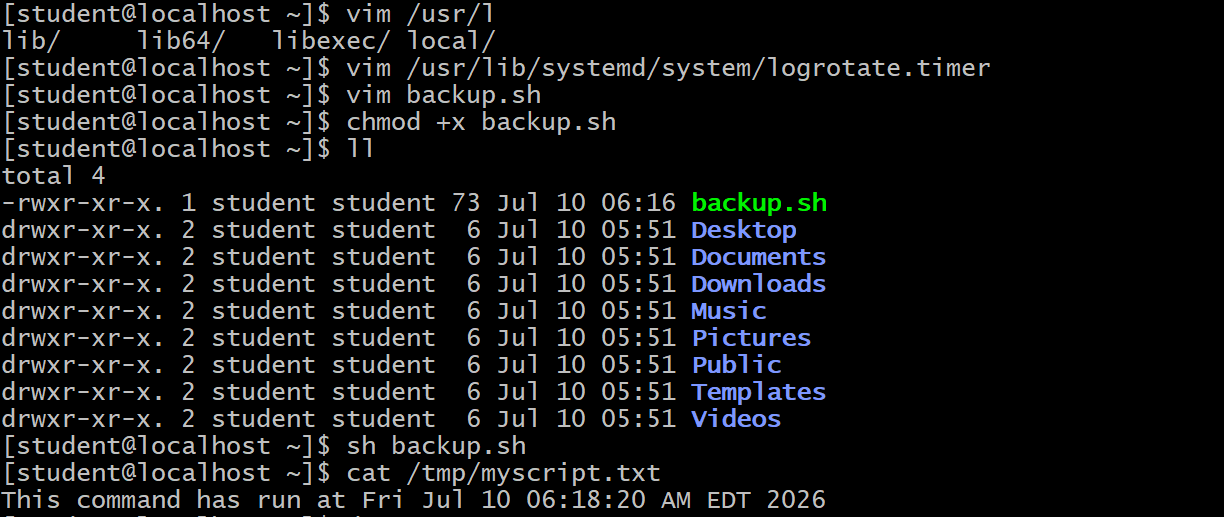 [student@localhost ~]$ vim /usr/l
lib/     lib64/   libexec/ local/
[student@localhost ~]$ vim /usr/lib/systemd/system/logrotate.timer
[student@localhost ~]$ vim backup.sh
[student@localhost ~]$ chmod +x backup.sh
[student@localhost ~]$ ll
total 4
-rwxr-xr-x. 1 student student 73 Jul 10 06:16 backup.sh
drwxr-xr-x. 2 student student  6 Jul 10 05:51 Desktop
drwxr-xr-x. 2 student student  6 Jul 10 05:51 Documents
drwxr-xr-x. 2 student student  6 Jul 10 05:51 Downloads
drwxr-xr-x. 2 student student  6 Jul 10 05:51 Music
drwxr-xr-x. 2 student student  6 Jul 10 05:51 Pictures
drwxr-xr-x. 2 student student  6 Jul 10 05:51 Public
drwxr-xr-x. 2 student student  6 Jul 10 05:51 Templates
drwxr-xr-x. 2 student student  6 Jul 10 05:51 Videos
[student@localhost ~]$ sh backup.sh
[student@localhost ~]$ cat /tmp/myscript.txt
This command has run at Fri Jul 10 06:18:20 AM EDT 2026